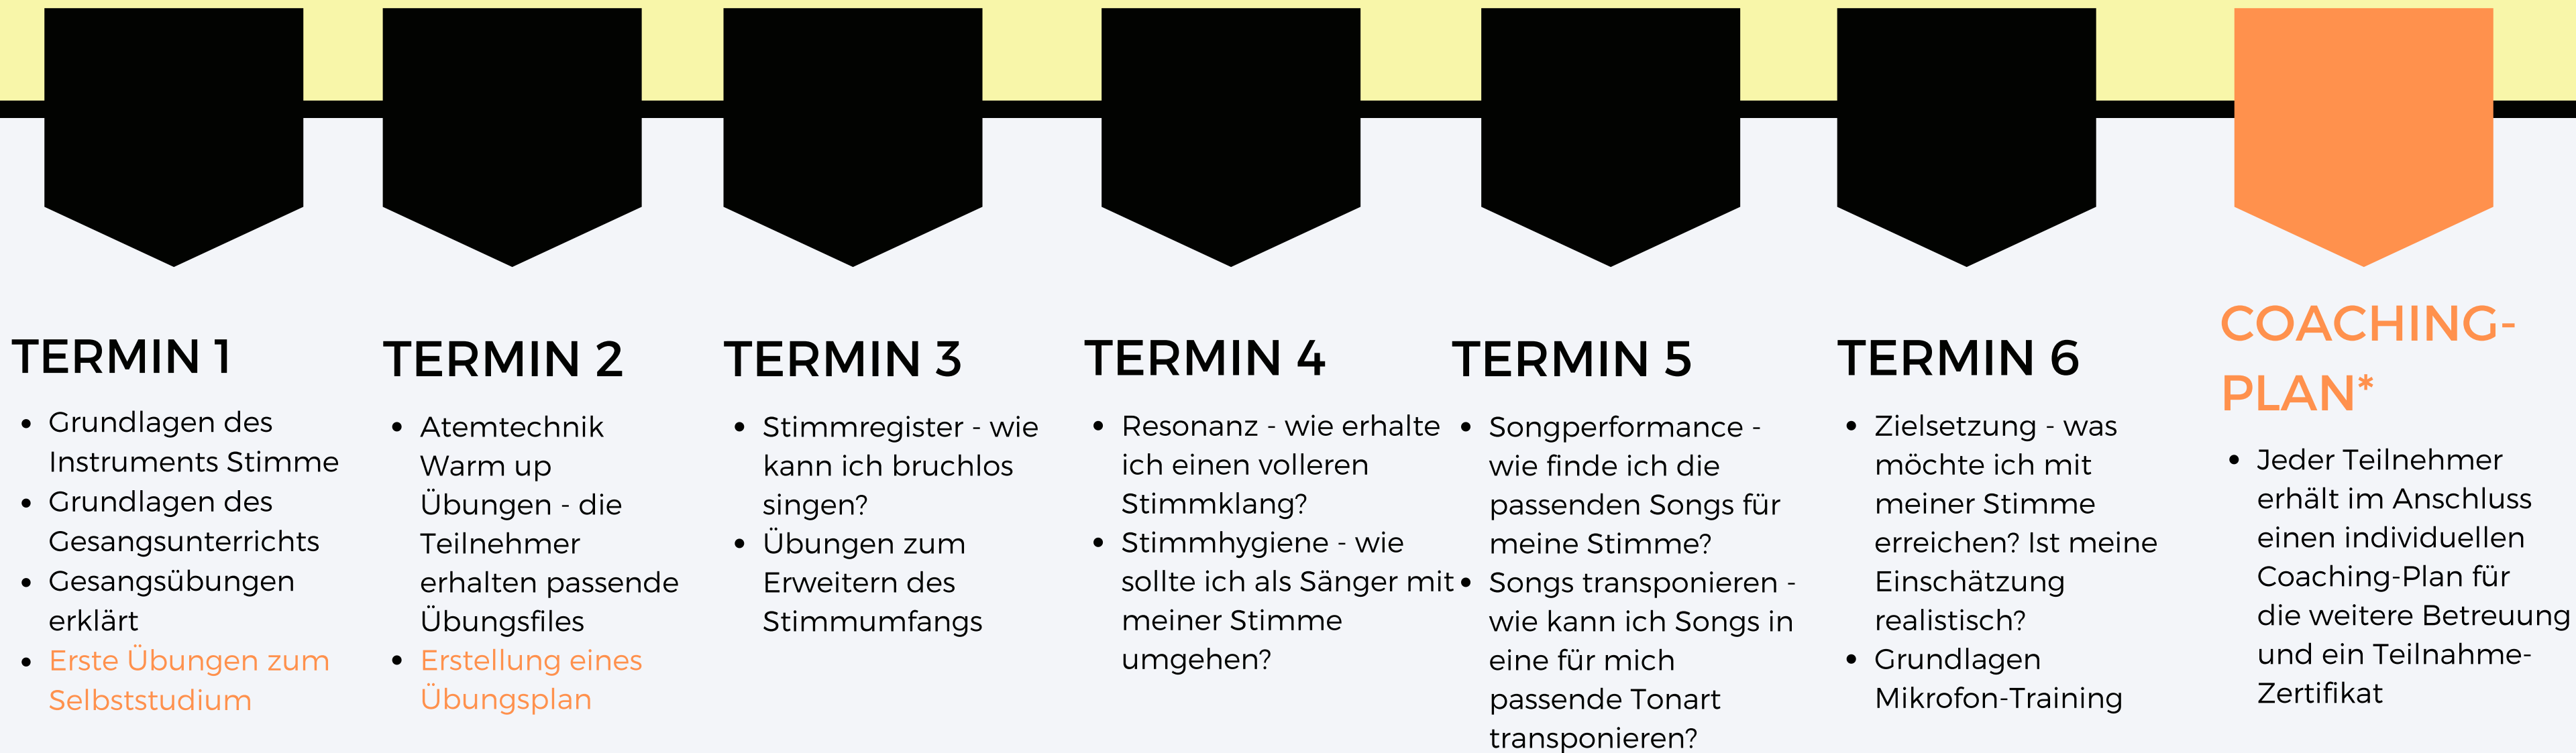 TERMIN 1
• Grundlagen des
Instruments Stimme
• Grundlagen des
Gesangsunterrichts
• Gesangsübungen
erklärt
• Erste Übungen zum
Selbststudium
TERMIN 2
• Atemtechnik
Warm up
Übungen - die
Teilnehmer
erhalten passende
Übungsfiles
• Erstellung eines
Übungsplan
TERMIN 3
• Stimmregister - wie
kann ich bruchlos
singen?
• Übungen zum
Erweitern des
Stimmumfangs
TERMIN 4
• Resonanz - wie erhalte
ich einen volleren
Stimmklang?
• Stimmhygiene - wie
sollte ich als Sänger mit
meiner Stimme
umgehen?
TERMIN 5
• Songperformance -
wie finde ich die
passenden Songs für
meine Stimme?
• Songs transponieren -
wie kann ich Songs in
eine für mich
passende Tonart
transponieren?
TERMIN 6
• Zielsetzung - was
möchte ich mit
meiner Stimme
erreichen? Ist meine
Einschätzung
realistisch?
• Grundlagen
Mikrofon-Training
COACHING-
PLAN*
• Jeder Teilnehmer
erhält im Anschluss
einen individuellen
Coaching-Plan für
die weitere Betreuung
und ein Teilnahme-
Zertifikat